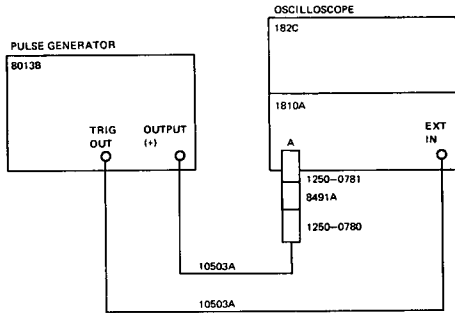 OSCILLOSCOPE
182C
PULSE GENERATOR
8013B
1810A
TRIG OUT
OUTPUT (+)
EXT IN
A
1250-0781
8491A
1250-0780
10503A
10503A